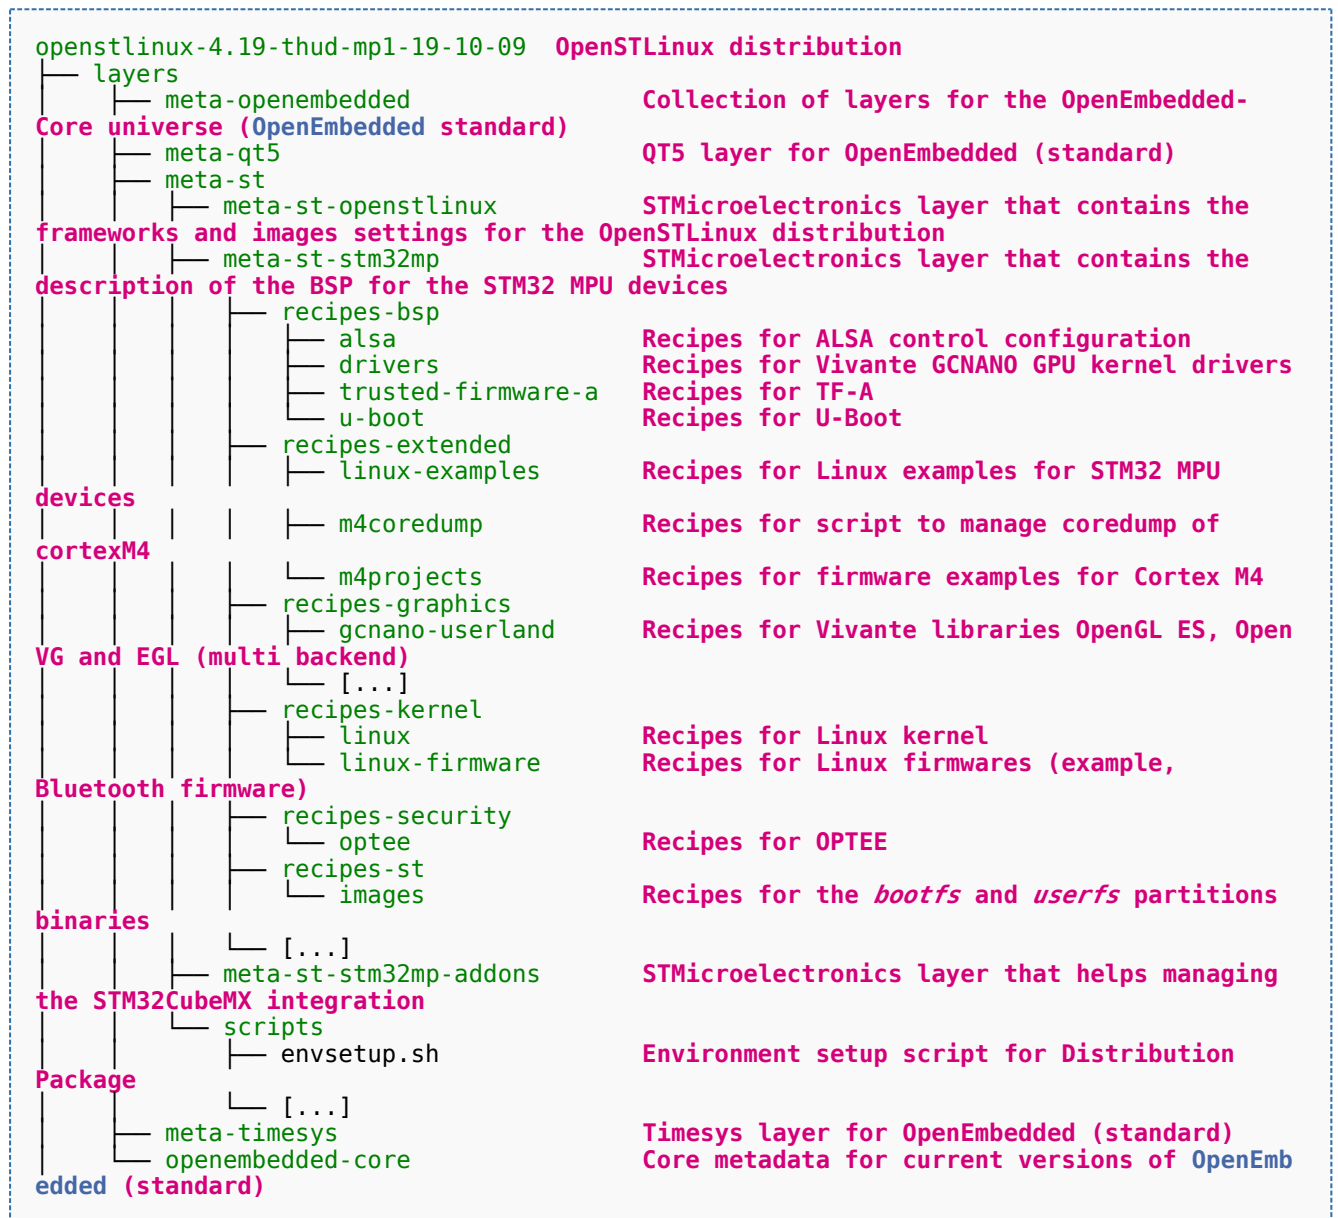 openstlinux-4.19-thud-mp1-19-10-09  OpenSTLinux distribution
├── layers
│    ├── meta-openembedded                Collection of layers for the OpenEmbedded-
Core universe (OpenEmbedded standard)
│    ├── meta-qt5                         QT5 layer for OpenEmbedded (standard)
│    ├── meta-st
│    │   ├── meta-st-openstlinux          STMicroelectronics layer that contains the
frameworks and images settings for the OpenSTLinux distribution
│    │   ├── meta-st-stm32mp              STMicroelectronics layer that contains the
description of the BSP for the STM32 MPU devices
│    │   │   ├── recipes-bsp
│    │   │   │   ├── alsa                 Recipes for ALSA control configuration
│    │   │   │   ├── drivers              Recipes for Vivante GCNANO GPU kernel drivers
│    │   │   │   ├── trusted-firmware-a   Recipes for TF-A
│    │   │   │   └── u-boot               Recipes for U-Boot
│    │   │   ├── recipes-extended
│    │   │   │   ├── linux-examples       Recipes for Linux examples for STM32 MPU
devices
│    │   │   │   ├── m4coredump           Recipes for script to manage coredump of
cortexM4
│    │   │   │   └── m4projects           Recipes for firmware examples for Cortex M4
│    │   │   ├── recipes-graphics
│    │   │   │   ├── gcnano-userland      Recipes for Vivante libraries OpenGL ES, Open
VG and EGL (multi backend)
│    │   │   │   └── [...]
│    │   │   ├── recipes-kernel
│    │   │   │   ├── linux                Recipes for Linux kernel
│    │   │   │   └── linux-firmware       Recipes for Linux firmwares (example,
Bluetooth firmware)
│    │   │   ├── recipes-security
│    │   │   │   └── optee                Recipes for OPTEE
│    │   │   ├── recipes-st
│    │   │   │   └── images               Recipes for the bootfs and userfs partitions
binaries
│    │   │   └── [...]
│    │   ├── meta-st-stm32mp-addons       STMicroelectronics layer that helps managing
the STM32CubeMX integration
│    │   └── scripts
│    │       ├── envsetup.sh              Environment setup script for Distribution
Package
│    │       └── [...]
│    ├── meta-timesys                     Timesys layer for OpenEmbedded (standard)
│    └── openembedded-core                Core metadata for current versions of OpenEmb
edded (standard)